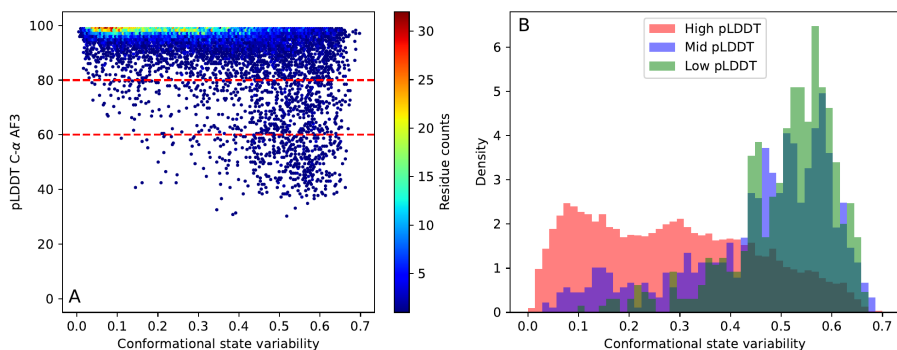 100
80
60
40
20
0
0.0 0.1 0.2 0.3 0.4 0.5 0.6 0.7
Conformational state variability
pLDDT C-α AF3
A
30
25
20
15
10
5
Residue counts
B
High pLDDT
Mid pLDDT
Low pLDDT
6
5
4
3
2
1
0
0.0 0.1 0.2 0.3 0.4 0.5 0.6 0.7
Conformational state variability
Density